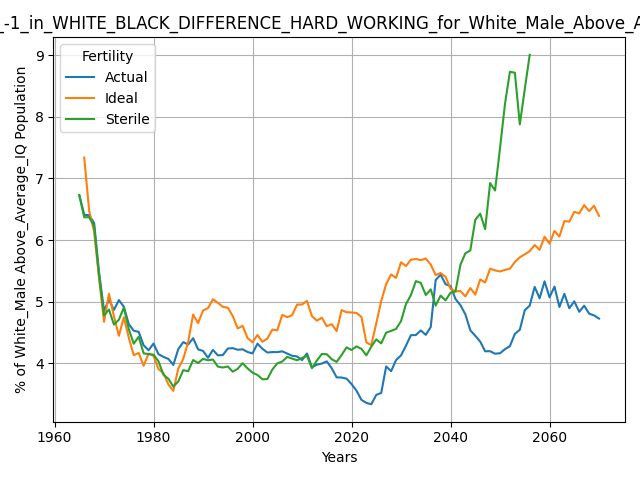 _-1_in_WHITE_BLACK_DIFFERENCE_HARD_WORKING_for_White_Male_Above_A
% of White_Male Above_Average_IQ Population
9
8
7
6
5
4
Fertility
Actual
Ideal
Sterile
1960 1980 2000 2020 2040 2060
Years